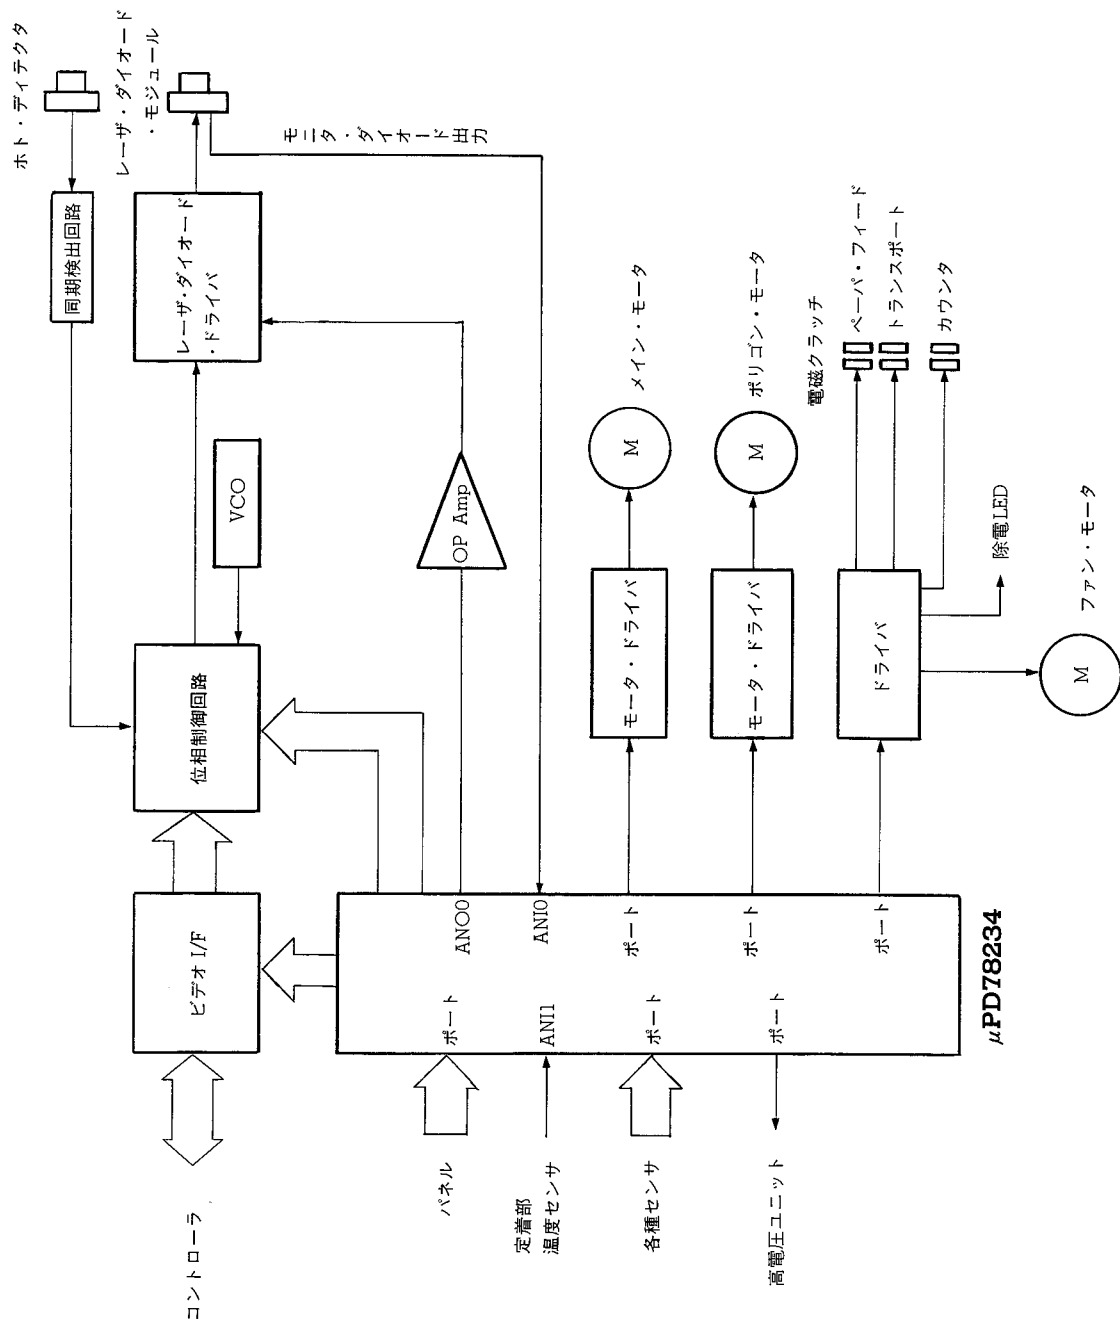 コントローラ
ビデオ I/F
位相制御回路
VCO
同期検出回路
ホト・ディテクタ
レーザ・ダイオード
・ドライバ
レーザ・ダイオード
・モジュール
モニタ・ダイオード出力
OP Amp
パネル
ポート
定着部
温度センサ
ANI1
各種センサ
ポート
高電圧ユニット
ポート
ANO0
ANI0
ポート
ポート
ポート
μPD78234
モータ・ドライバ
M
メイン・モータ
モータ・ドライバ
M
ポリゴン・モータ
ドライバ
電磁クラッチ
ペーパ・フィード
トランスポート
カウンタ
除電LED
M
ファン・モータ